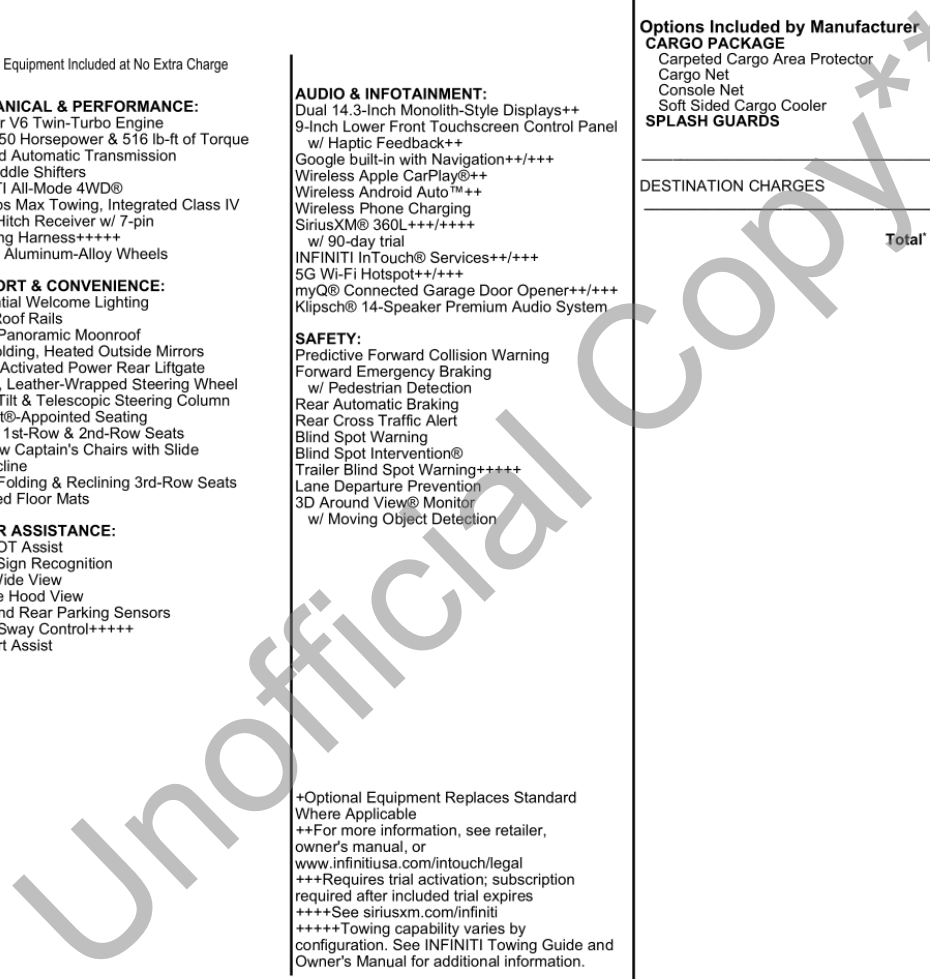 Equipment Included at No Extra Charge
ANICAL & PERFORMANCE:
r V6 Twin-Turbo Engine
50 Horsepower & 516 lb-ft of Torque
d Automatic Transmission
ddle Shifters
TI All-Mode 4WD®
bs Max Towing, Integrated Class IV
Hitch Receiver w/ 7-pin
ng Harness+++++
Aluminum-Alloy Wheels
ORT & CONVENIENCE:
ntial Welcome Lighting
Roof Rails
Panoramic Moonroof
olding, Heated Outside Mirrors
Activated Power Rear Liftgate
, Leather-Wrapped Steering Wheel
Tilt & Telescopic Steering Column
t®-Appointed Seating
1st-Row & 2nd-Row Seats
w Captain's Chairs with Slide
cline
Folding & Reclining 3rd-Row Seats
ed Floor Mats
R ASSISTANCE:
OT Assist
Sign Recognition
Wide View
e Hood View
nd Rear Parking Sensors
Sway Control+++++
rt Assist
AUDIO & INFOTAINMENT:
Dual 14.3-Inch Monolith-Style Displays++
9-Inch Lower Front Touchscreen Control Panel
w/ Haptic Feedback++
Google built-in with Navigation++/+++
Wireless Apple CarPlay®++
Wireless Android Auto™++
Wireless Phone Charging
SiriusXM® 360L+++/++++
w/ 90-day trial
INFINITI InTouch® Services++/+++
5G Wi-Fi Hotspot++/+++
myQ® Connected Garage Door Opener++/+++
Klipsch® 14-Speaker Premium Audio System
SAFETY:
Predictive Forward Collision Warning
Forward Emergency Braking
w/ Pedestrian Detection
Rear Automatic Braking
Rear Cross Traffic Alert
Blind Spot Warning
Blind Spot Intervention®
Trailer Blind Spot Warning+++++
Lane Departure Prevention
3D Around View® Monitor
w/ Moving Object Detection
+Optional Equipment Replaces Standard
Where Applicable
++For more information, see retailer,
owner's manual, or
www.infinitiusa.com/intouch/legal
+++Requires trial activation; subscription
required after included trial expires
++++See siriusxm.com/infiniti
+++++Towing capability varies by
configuration. See INFINITI Towing Guide and
Owner's Manual for additional information.
Options Included by Manufacturer
CARGO PACKAGE
Carpeted Cargo Area Protector
Cargo Net
Console Net
Soft Sided Cargo Cooler
SPLASH GUARDS
DESTINATION CHARGES
Total*
Unofficial Copy**